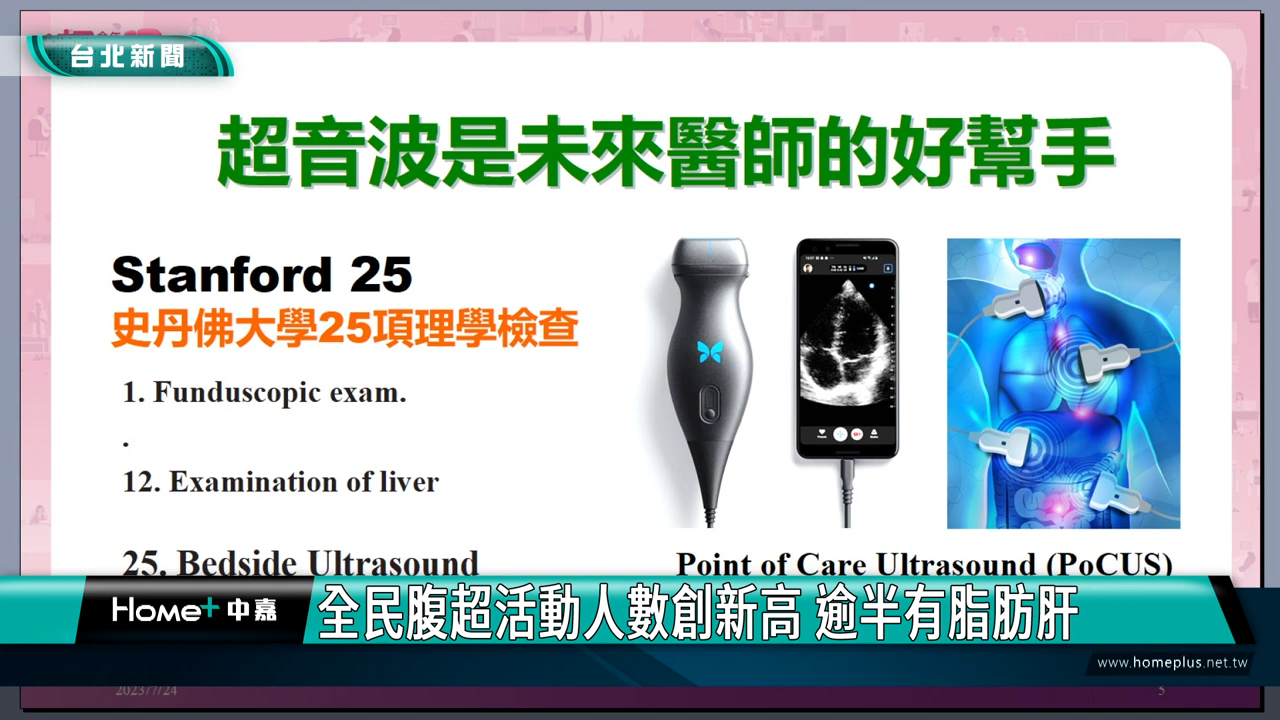 台北新聞
超音波是未來醫師的好幫手
Stanford 25
史丹佛大學25項理學檢查
1. Funduscopic exam.
.
12. Examination of liver
25. Bedside Ultrasound
Point of Care Ultrasound (PoCUS)
Home+ 中嘉
全民腹超活動人數創新高 逾半有脂肪肝
www.homeplus.net.tw
2023/7/24
5